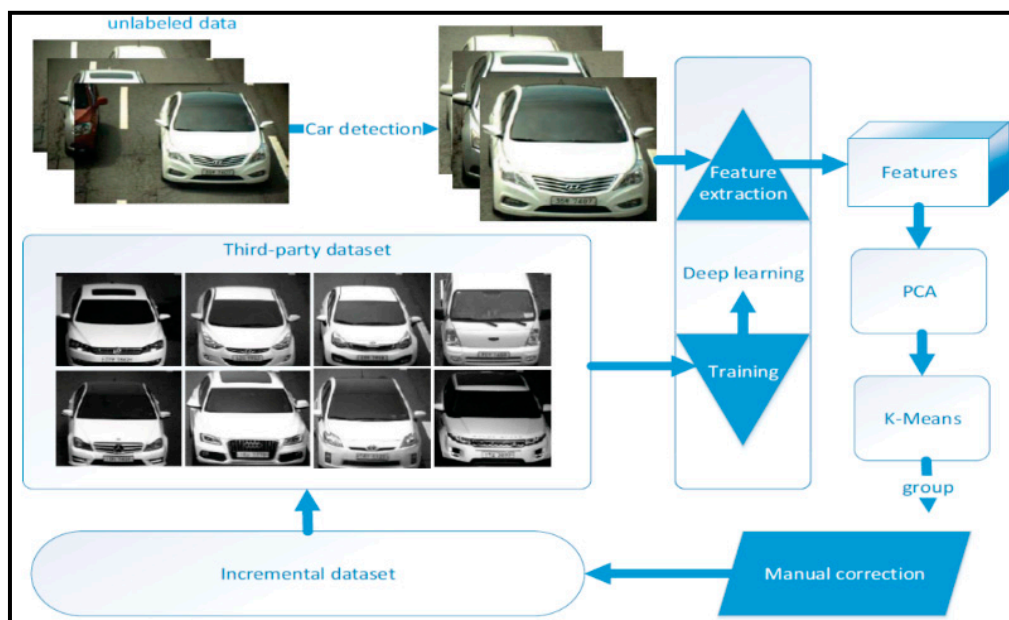 unlabeled data
Car detection
Feature
extraction
Features
Third-party dataset
Deep learning
PCA
Training
K-Means
group
Incremental dataset
Manual correction